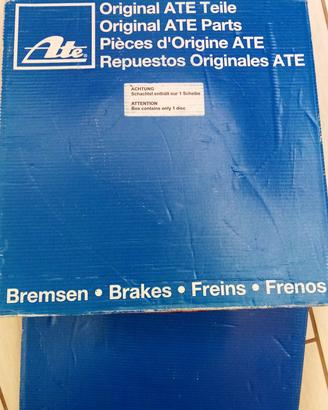 Ate
Original ATE Teile
Original ATE Parts
Pièces d'Origine ATE
Repuestos Originales ATE
ACHTUNG
Schachtel enthält nur 1 Scheibe
ATTENTION
Box contains only 1 disc
Bremsen • Brakes • Freins • Frenos